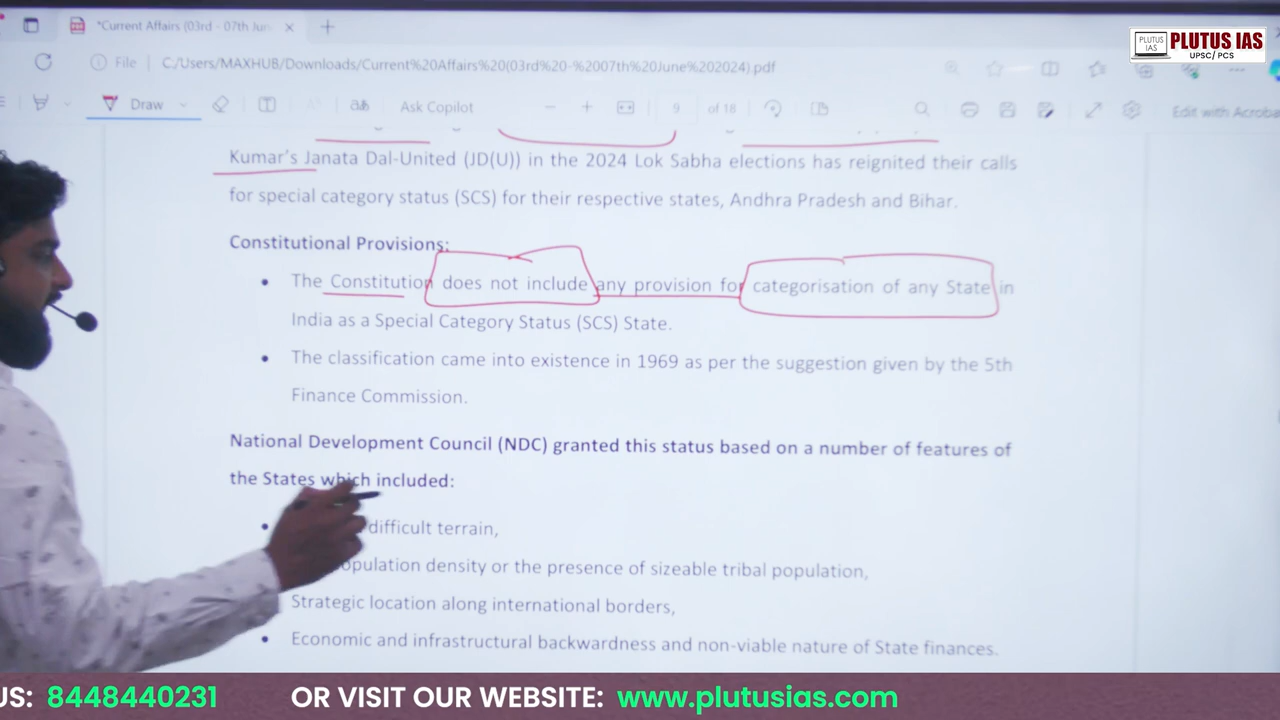 *Current Affairs (03rd - 07th Jun
PLUTUS IAS
PLUTUS IAS
UPSC/ PCS
File | C:/Users/MAXHUB/Downloads/Current%20Affairs%20(03rd%20-%2007th%20June%202024).pdf
Draw
Ask Copilot
9 of 18
Edit with Acroba
Kumar's Janata Dal-United (JD(U)) in the 2024 Lok Sabha elections has reignited their calls
for special category status (SCS) for their respective states, Andhra Pradesh and Bihar.
Constitutional Provisions:
• The Constitution does not include any provision for categorisation of any State in
India as a Special Category Status (SCS) State.
• The classification came into existence in 1969 as per the suggestion given by the 5th
Finance Commission.
National Development Council (NDC) granted this status based on a number of features of
the States which included:
• difficult terrain,
opulation density or the presence of sizeable tribal population,
Strategic location along international borders,
• Economic and infrastructural backwardness and non-viable nature of State finances.
US: 8448440231 OR VISIT OUR WEBSITE: www.plutusias.com